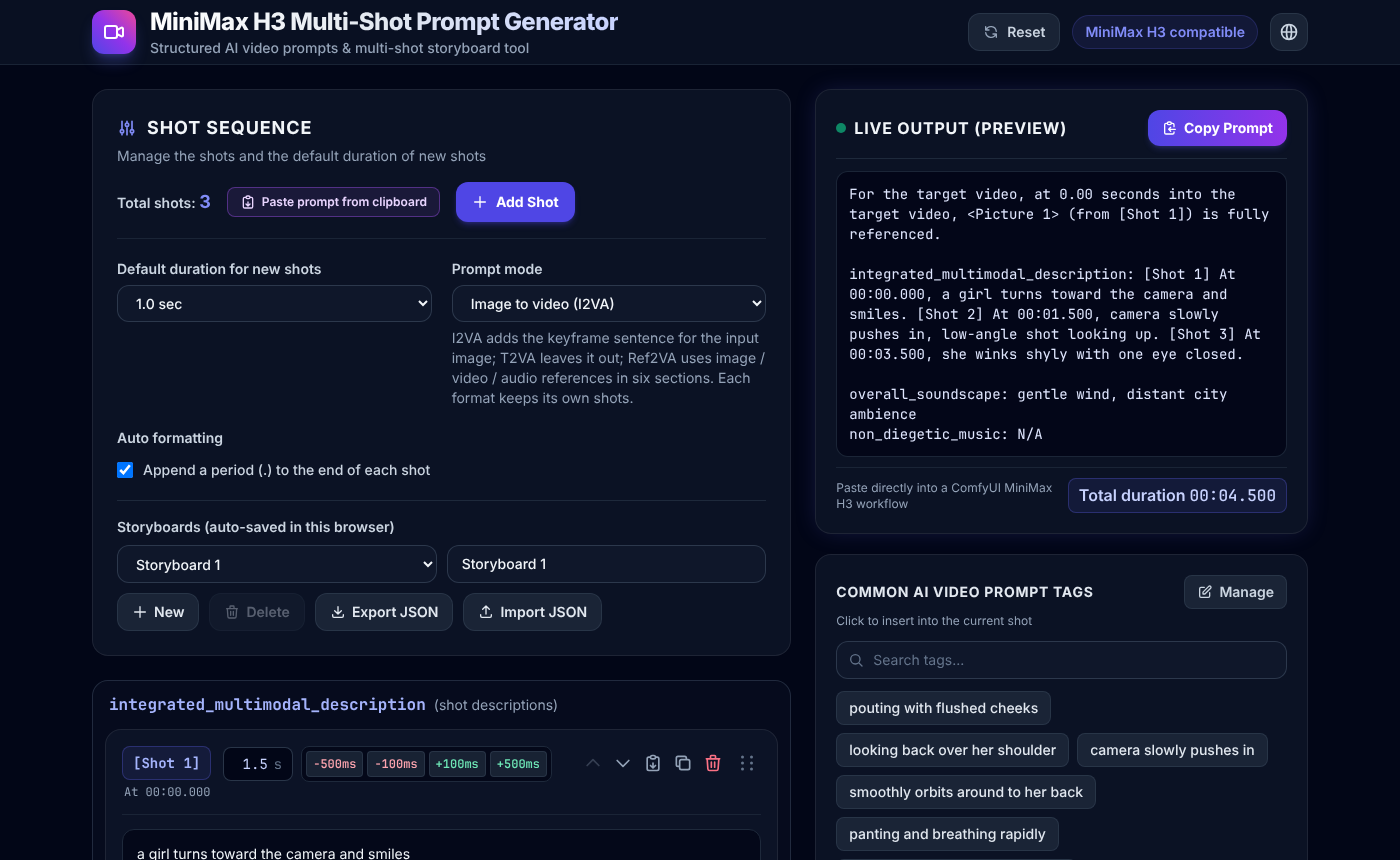 MiniMax H3 Multi-Shot Prompt Generator
Structured AI video prompts & multi-shot storyboard tool
Reset
MiniMax H3 compatible
SHOT SEQUENCE
Manage the shots and the default duration of new shots
Total shots: 3
Paste prompt from clipboard
Add Shot
Default duration for new shots
1.0 sec
Prompt mode
Image to video (I2VA)
I2VA adds the keyframe sentence for the input
image; T2VA leaves it out; Ref2VA uses image /
video / audio references in six sections. Each
format keeps its own shots.
Auto formatting
Append a period (.) to the end of each shot
Storyboards (auto-saved in this browser)
Storyboard 1
Storyboard 1
New
Delete
Export JSON
Import JSON
integrated_multimodal_description (shot descriptions)
[Shot 1]
1.5 s
-500ms
-100ms
+100ms
+500ms
At 00:00.000
a girl turns toward the camera and smiles
LIVE OUTPUT (PREVIEW)
Copy Prompt
For the target video, at 0.00 seconds into the
target video, <Picture 1> (from [Shot 1]) is fully
referenced.
integrated_multimodal_description: [Shot 1] At
00:00.000, a girl turns toward the camera and
smiles. [Shot 2] At 00:01.500, camera slowly
pushes in, low-angle shot looking up. [Shot 3] At
00:03.500, she winks shyly with one eye closed.
overall_soundscape: gentle wind, distant city
ambience
non_diegetic_music: N/A
Paste directly into a ComfyUI MiniMax
H3 workflow
Total duration 00:04.500
COMMON AI VIDEO PROMPT TAGS
Manage
Click to insert into the current shot
Search tags...
pouting with flushed cheeks
looking back over her shoulder
camera slowly pushes in
smoothly orbits around to her back
panting and breathing rapidly